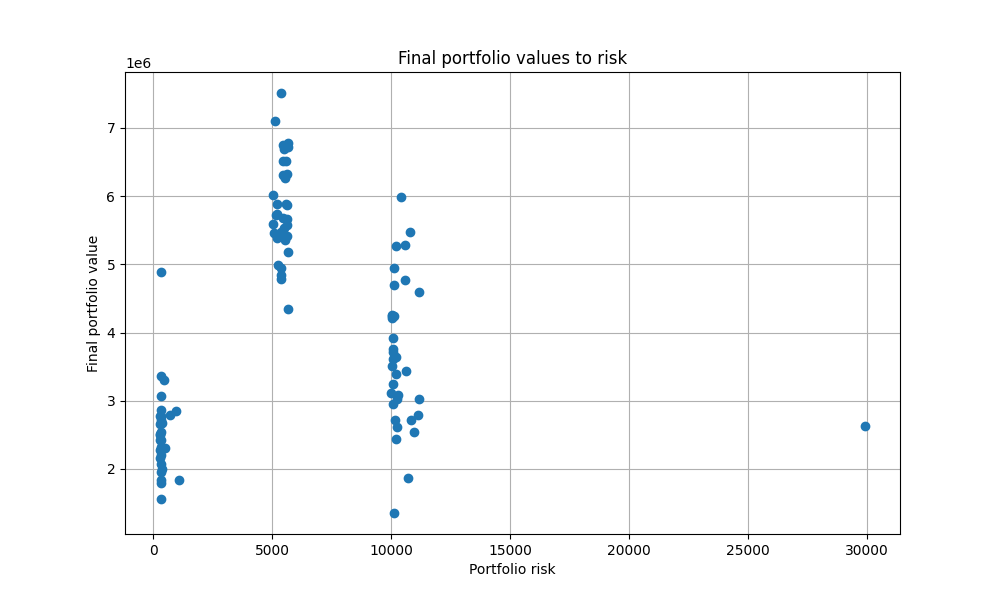 Final portfolio values to risk
1e6
7
6
5
4
3
2
Final portfolio value
0 5000 10000 15000 20000 25000 30000
Portfolio risk